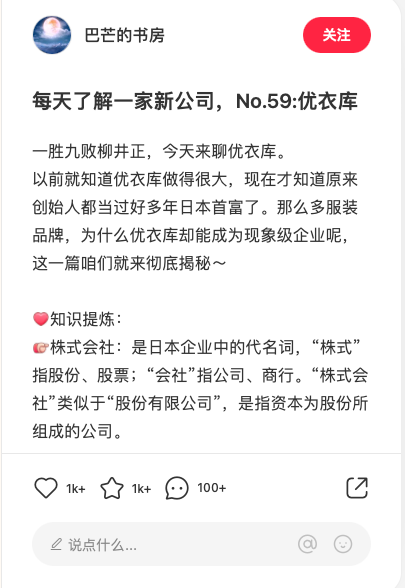 巴芒的书房
关注
每天了解一家新公司，No.59:优衣库
一胜九败柳井正，今天来聊优衣库。
以前就知道优衣库做得很大，现在才知道原来
创始人都当过好多年日本首富了。那么多服装
品牌，为什么优衣库却能成为现象级企业呢，
这一篇咱们就来彻底揭秘～
知识提炼：
株式会社：是日本企业中的代名词，“株式”
指股份、股票；“会社”指公司、商行。“株式会
社”类似于“股份有限公司”，是指资本为股份所
组成的公司。
1k+ 1k+ 100+
说点什么... @